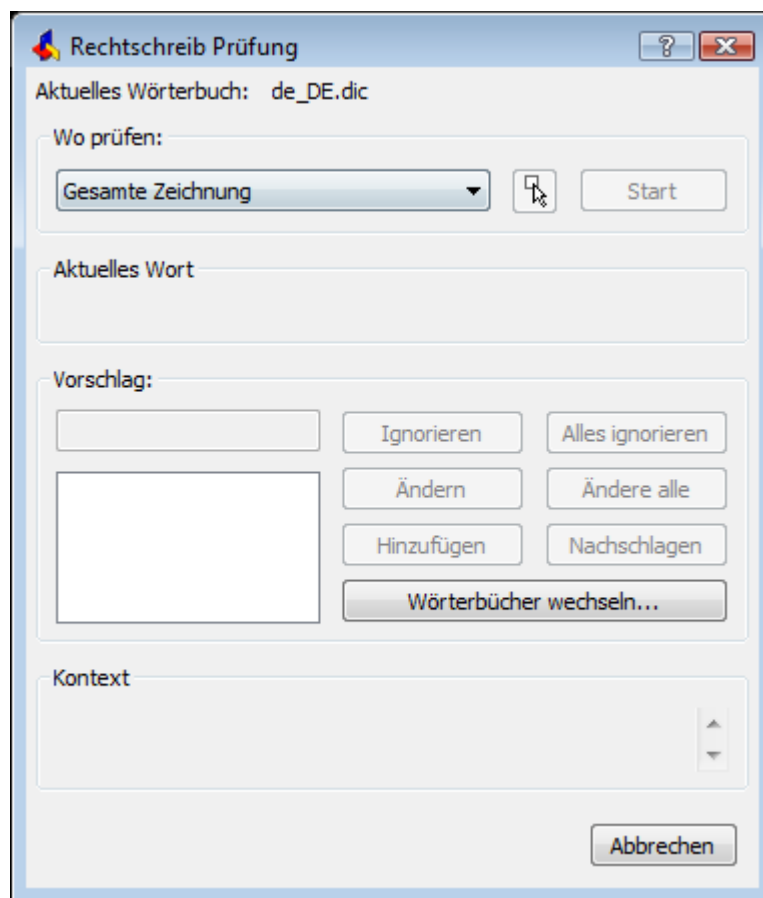 Rechtschreib Prüfung
Aktuelles Wörterbuch: de_DE.dic
Wo prüfen:
Gesamte Zeichnung Start
Aktuelles Wort
Vorschlag:
Ignorieren Alles ignorieren
Ändern Ändere alle
Hinzufügen Nachschlagen
Wörterbücher wechseln...
Kontext
Abbrechen